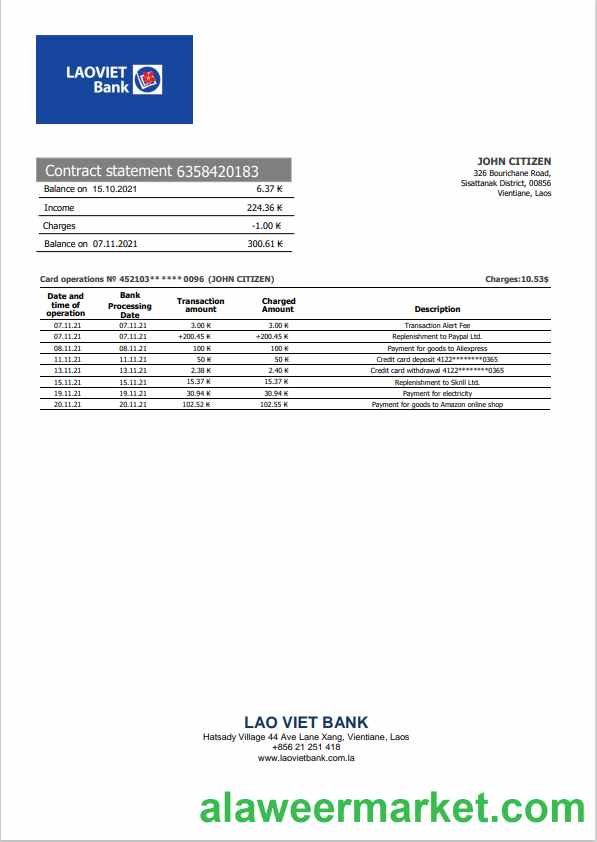 LAOVIET
Bank
Contract statement 6358420183
Balance on 15.10.2021 6.37 ₭
Income 224.36 ₭
Charges -1.00 ₭
Balance on 07.11.2021 300.61 ₭
JOHN CITIZEN
326 Bourichane Road,
Sisattanak District, 00856
Vientiane, Laos
Card operations № 452103** **** 0096 (JOHN CITIZEN) Charges:10.53$
Date and time of operation Bank Processing Date Transaction amount Charged Amount Description
07.11.21 07.11.21 3.00 ₭ 3.00 ₭ Transaction Alert Fee
07.11.21 07.11.21 +200.45 ₭ +200.45 ₭ Replenishment to Paypal Ltd.
08.11.21 08.11.21 100 ₭ 100 ₭ Payment for goods to Aliexpress
11.11.21 11.11.21 50 ₭ 50 ₭ Credit card deposit 4122********0365
13.11.21 13.11.21 2.38 ₭ 2.40 ₭ Credit card withdrawal 4122********0365
15.11.21 15.11.21 15.37 ₭ 15.37 ₭ Replenishment to Skrill Ltd.
19.11.21 19.11.21 30.94 ₭ 30.94 ₭ Payment for electricity
20.11.21 20.11.21 102.52 ₭ 102.55 ₭ Payment for goods to Amazon online shop
LAO VIET BANK
Hatsady Village 44 Ave Lane Xang, Vientiane, Laos
+856 21 251 418
www.laovietbank.com.la
alaweermarket.com